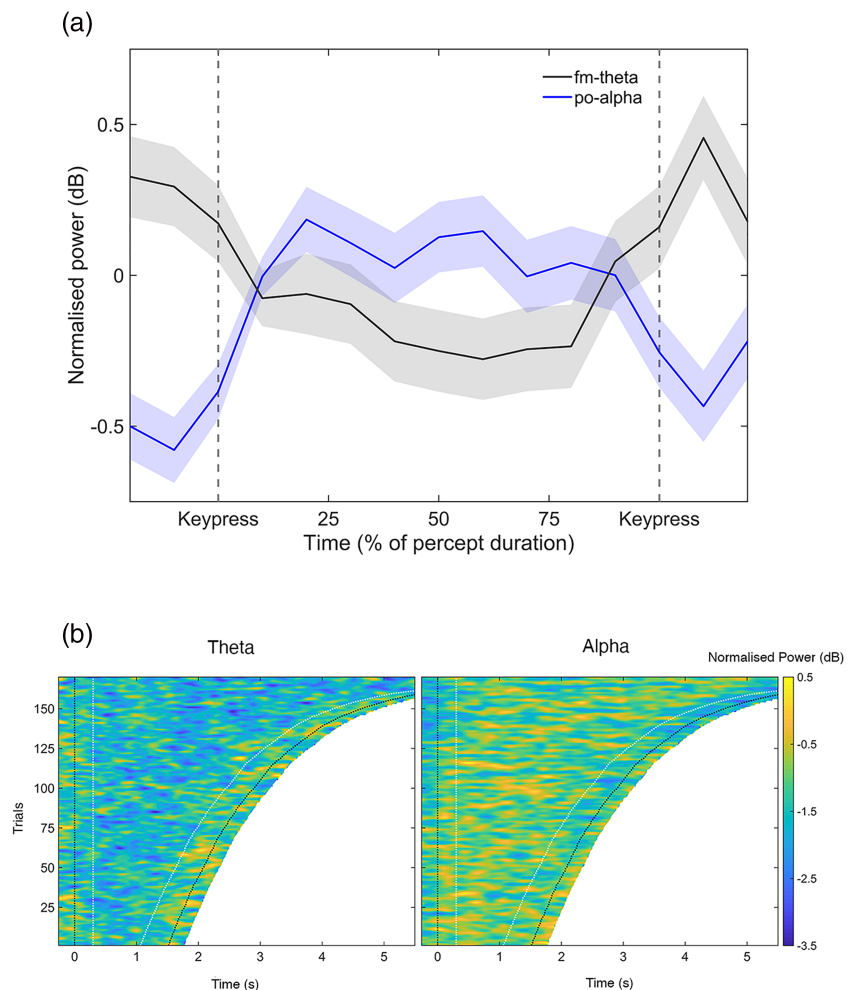 (a)
fm-theta
po-alpha
0.5
0
-0.5
Normalised power (dB)
Keypress 25 50 75 Keypress
Time (% of percept duration)
(b)
Theta
Alpha
Normalised Power (dB)
Trials
150
125
100
75
50
25
0 1 2 3 4 5
Time (s)
0 1 2 3 4 5
Time (s)
0.5
-0.5
-1.5
-2.5
-3.5